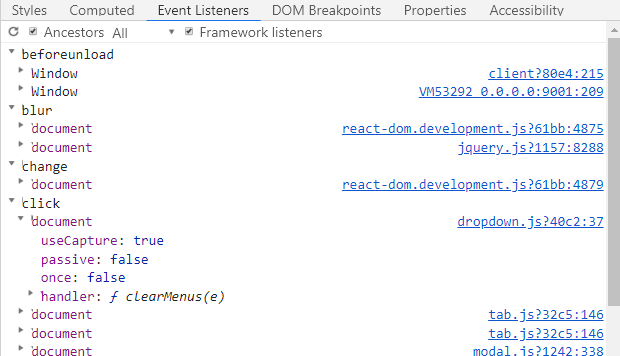 Styles Computed Event Listeners DOM Breakpoints Properties Accessibility
Ancestors All Framework listeners
beforeunload
Window client?80e4:215
Window VM53292 0.0.0.0:9001:209
blur
document react-dom.development.js?61bb:4875
document jquery.js?1157:8288
change
document react-dom.development.js?61bb:4879
click
document dropdown.js?40c2:37
useCapture: true
passive: false
once: false
handler: ƒ clearMenus(e)
document tab.js?32c5:146
document tab.js?32c5:146
document modal.js?1242:338